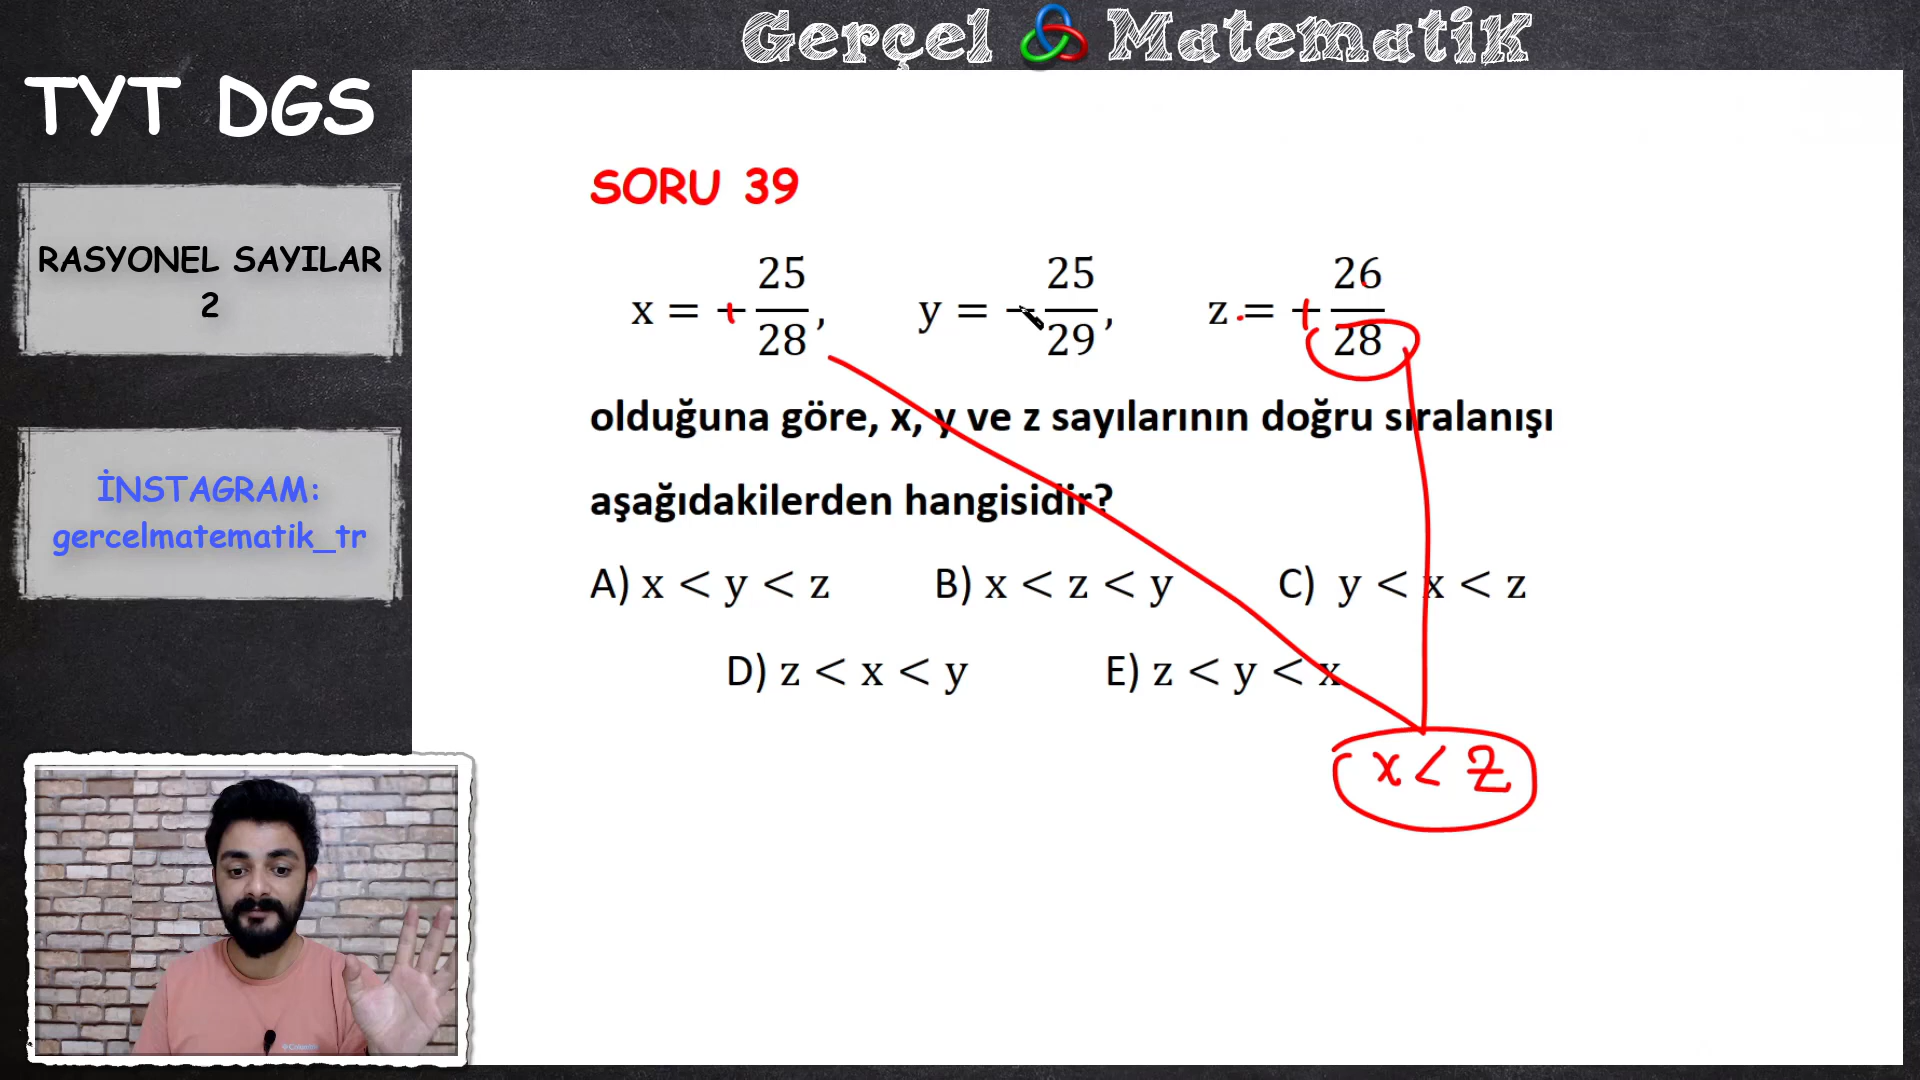 Gerçel Matematik
TYT DGS
RASYONEL SAYILAR
2
İNSTAGRAM:
gercelmatematik_tr
SORU 39
x = − 25/28, y = − 25/29, z = − 26/28
olduğuna göre, x, y ve z sayılarının doğru sıralanışı
aşağıdakilerden hangisidir?
A) x < y < z B) x < z < y C) y < x < z
D) z < x < y E) z < y < x
x < z
Columbia